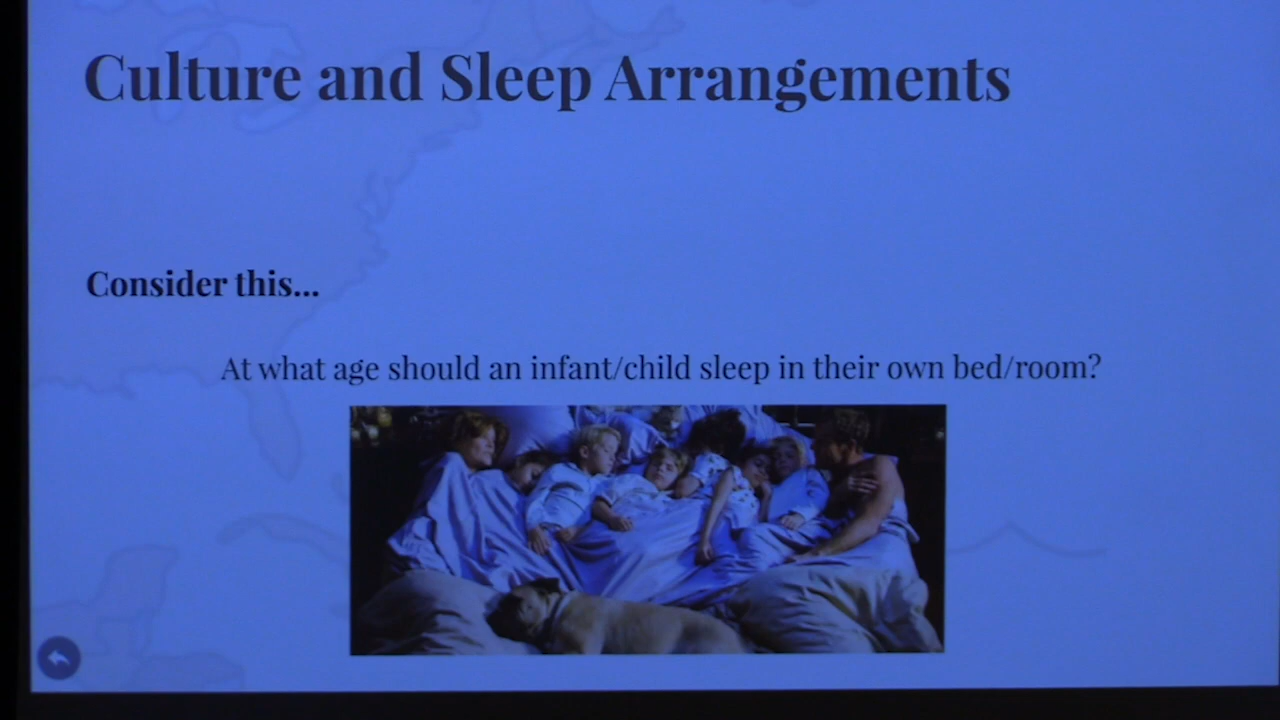 Culture and Sleep Arrangements
Consider this...
At what age should an infant/child sleep in their own bed/room?